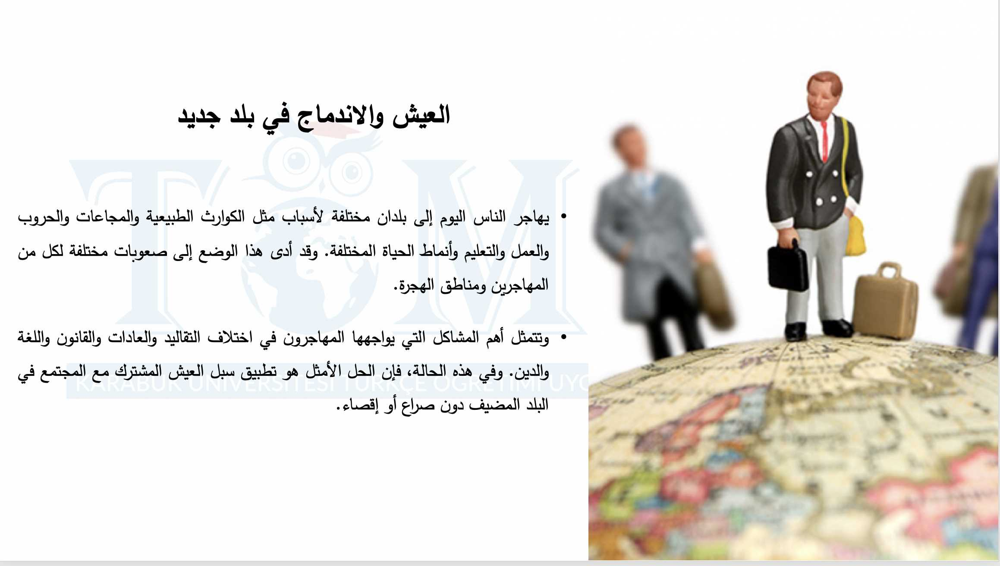 العيش والاندماج في بلد جديد
• يهاجر الناس اليوم إلى بلدان مختلفة لأسباب مثل الكوارث الطبيعية والمجاعات والحروب
والعمل والتعليم وأنماط الحياة المختلفة. وقد أدى هذا الوضع إلى صعوبات مختلفة لكل من
المهاجرين ومناطق الهجرة.
• وتتمثل أهم المشاكل التي يواجهها المهاجرون في اختلاف التقاليد والعادات والقانون واللغة
والدين. وفي هذه الحالة، فإن الحل الأمثل هو تطبيق سبل العيش المشترك مع المجتمع في
البلد المضيف دون صراع أو إقصاء.
TOM
KARABÜK ÜNİVERSİTESİ TÜRKÇE ÖĞRETİMİ UYG